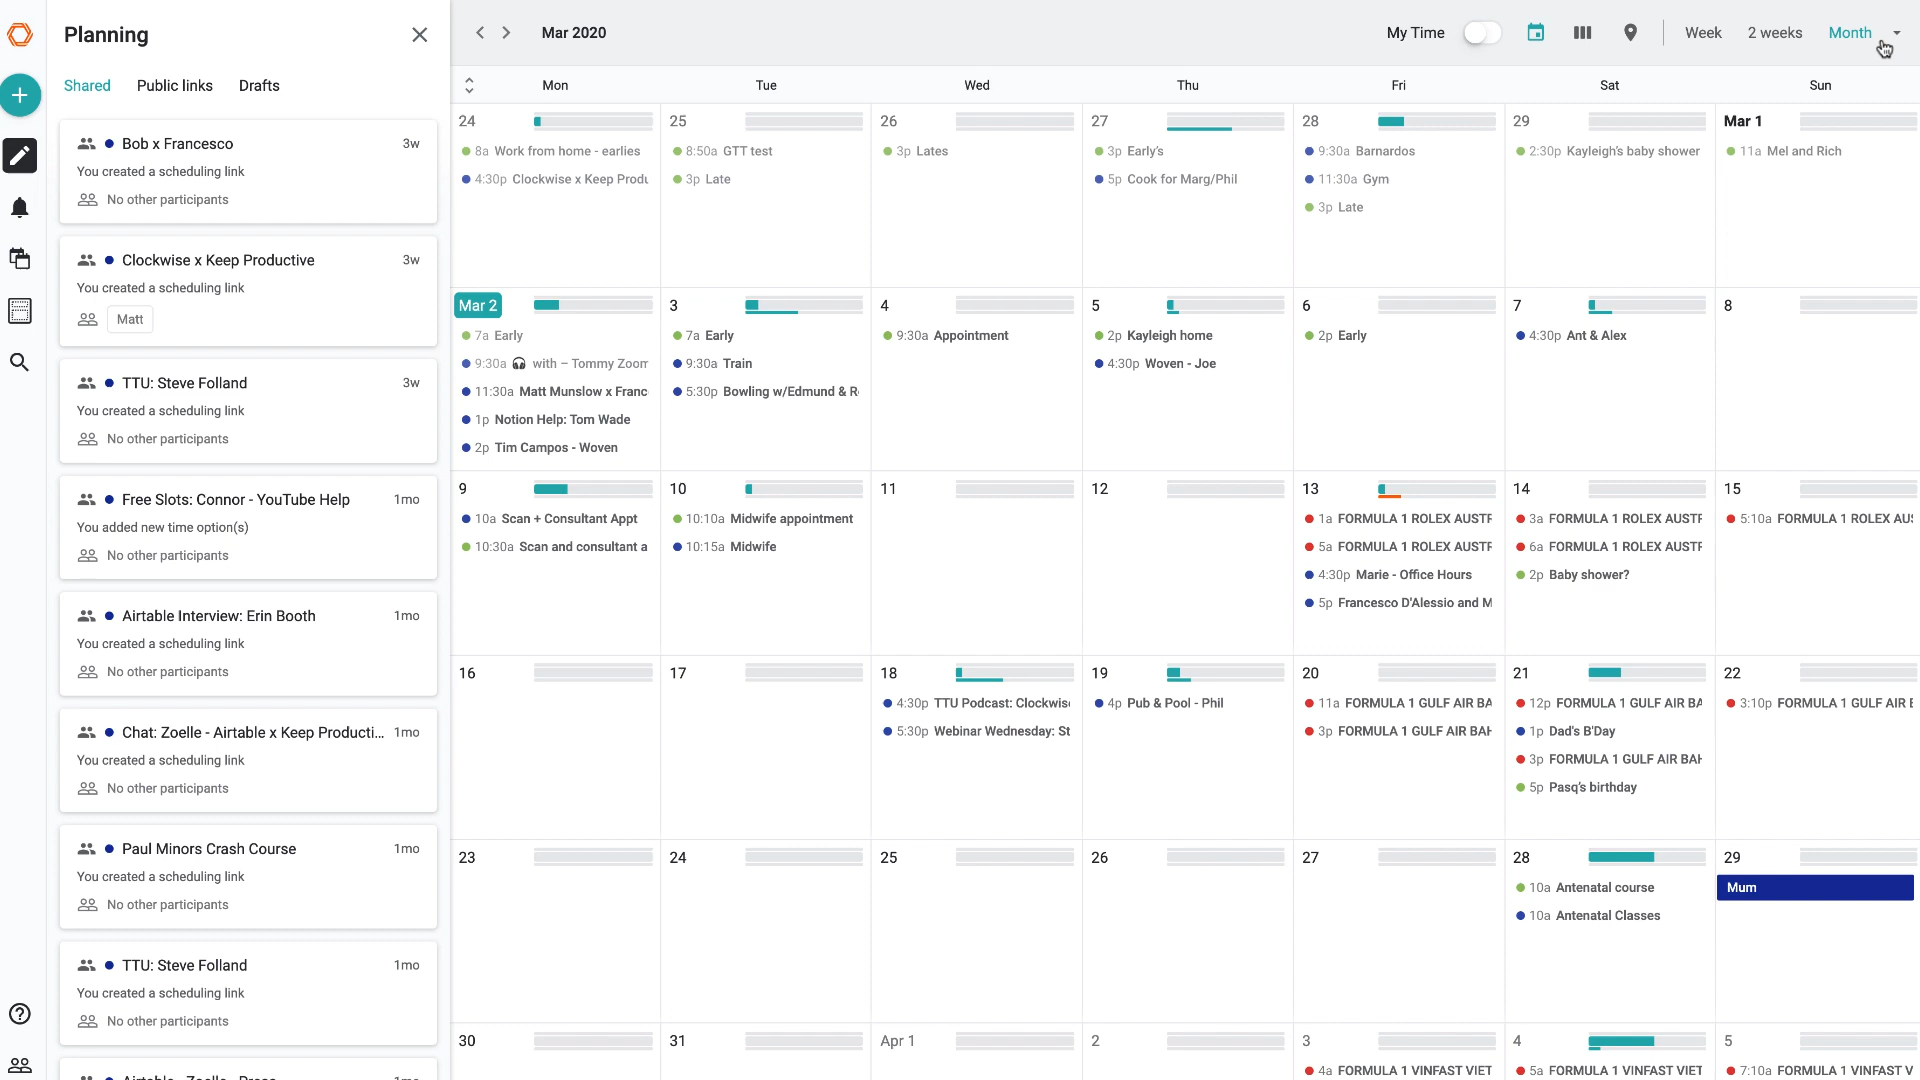 Planning
Shared Public links Drafts
Bob x Francesco 3w
You created a scheduling link
No other participants
Clockwise x Keep Productive 3w
You created a scheduling link
Matt
TTU: Steve Folland 3w
You created a scheduling link
No other participants
Free Slots: Connor - YouTube Help 1mo
You added new time option(s)
No other participants
Airtable Interview: Erin Booth 1mo
You created a scheduling link
No other participants
Chat: Zoelle - Airtable x Keep Producti... 1mo
You created a scheduling link
No other participants
Paul Minors Crash Course 1mo
You created a scheduling link
No other participants
TTU: Steve Folland 1mo
You created a scheduling link
No other participants
Mar 2020 My Time Week 2 weeks Month
Mon Tue Wed Thu Fri Sat Sun
24
8a Work from home - earlies
4:30p Clockwise x Keep Produ
25
8:50a GTT test
3p Late
26
3p Lates
27
3p Early's
5p Cook for Marg/Phil
28
9:30a Barnardos
11:30a Gym
3p Late
29
2:30p Kayleigh's baby shower
Mar 1
11a Mel and Rich
Mar 2
7a Early
9:30a with – Tommy Zoom
11:30a Matt Munslow x Franc
1p Notion Help: Tom Wade
2p Tim Campos - Woven
3
7a Early
9:30a Train
5:30p Bowling w/Edmund & R
4
9:30a Appointment
5
2p Kayleigh home
4:30p Woven - Joe
6
2p Early
7
4:30p Ant & Alex
8
9
10a Scan + Consultant Appt
10:30a Scan and consultant a
10
10:10a Midwife appointment
10:15a Midwife
11
12
13
1a FORMULA 1 ROLEX AUSTR
5a FORMULA 1 ROLEX AUSTR
4:30p Marie - Office Hours
5p Francesco D'Alessio and M
14
3a FORMULA 1 ROLEX AUSTR
6a FORMULA 1 ROLEX AUSTR
2p Baby shower?
15
5:10a FORMULA 1 ROLEX AUS
16
17
18
4:30p TTU Podcast: Clockwise
5:30p Webinar Wednesday: St
19
4p Pub & Pool - Phil
20
11a FORMULA 1 GULF AIR BA
3p FORMULA 1 GULF AIR BAH
21
12p FORMULA 1 GULF AIR BA
1p Dad's B'Day
3p FORMULA 1 GULF AIR BAH
5p Pasq's birthday
22
3:10p FORMULA 1 GULF AIR B
23
24
25
26
27
28
10a Antenatal course
10a Antenatal Classes
29
Mum
30
31
Apr 1
2
3
4a FORMULA 1 VINFAST VIET
4
5a FORMULA 1 VINFAST VIET
5
7:10a FORMULA 1 VINFAST V